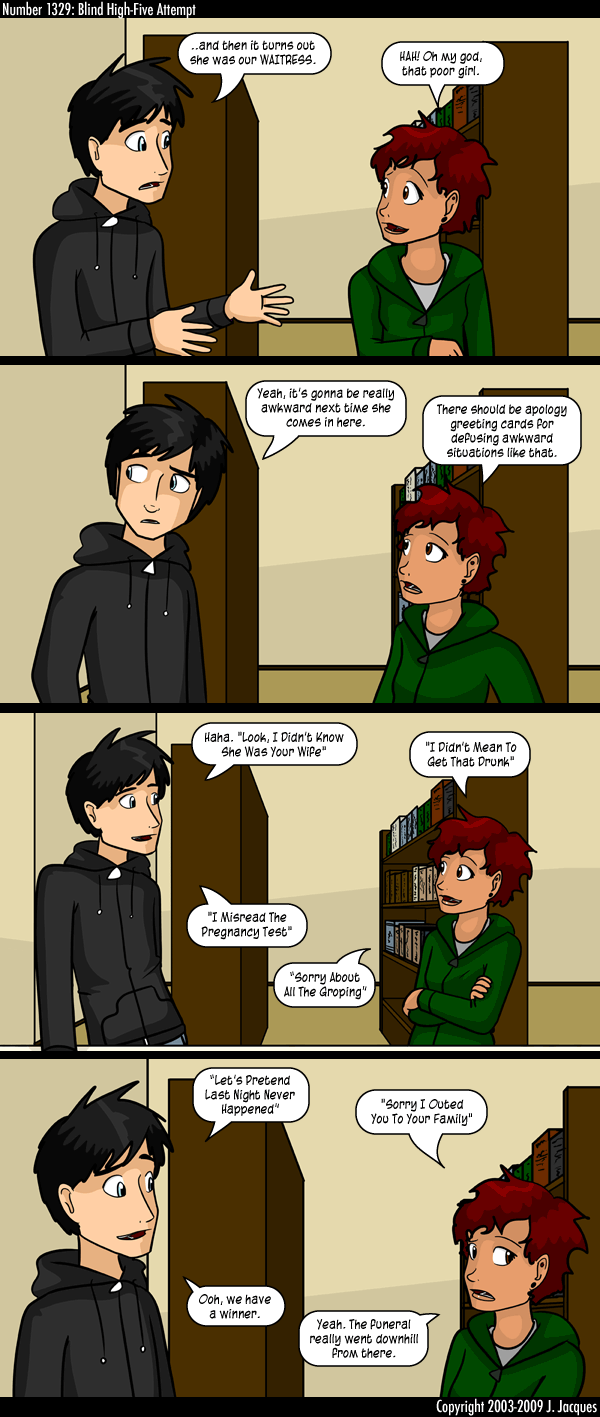 Number 1329: Blind High-Five Attempt
..and then it turns out
she was our WAITRESS.
HAH! Oh my god,
that poor girl.
Yeah, it's gonna be really
awkward next time she
comes in here.
There should be apology
greeting cards for
defusing awkward
situations like that.
Haha. "Look, I Didn't Know
She Was Your Wife"
"I Didn't Mean To
Get That Drunk"
"I Misread The
Pregnancy Test"
"Sorry About
All The Groping"
"Let's Pretend
Last Night Never
Happened"
"Sorry I Outed
You To Your Family"
Ooh, we have
a winner.
Yeah. The funeral
really went downhill
from there.
Copyright 2003-2009 J. Jacques